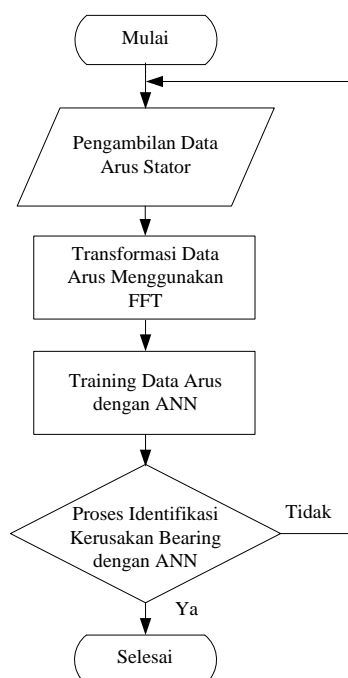 Mulai
Pengambilan Data
Arus Stator
Transformasi Data
Arus Menggunakan
FFT
Training Data Arus
dengan ANN
Proses Identifikasi
Kerusakan Bearing
dengan ANN
Tidak
Ya
Selesai